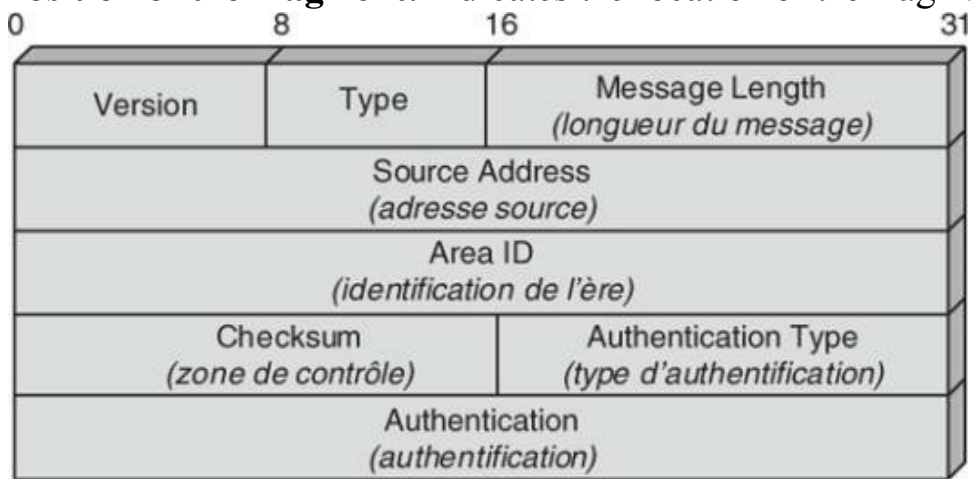 0 8 16 31
Version Type Message Length
(longueur du message)
Source Address
(adresse source)
Area ID
(identification de l'ère)
Checksum Authentication Type
(zone de contrôle) (type d'authentification)
Authentication
(authentification)